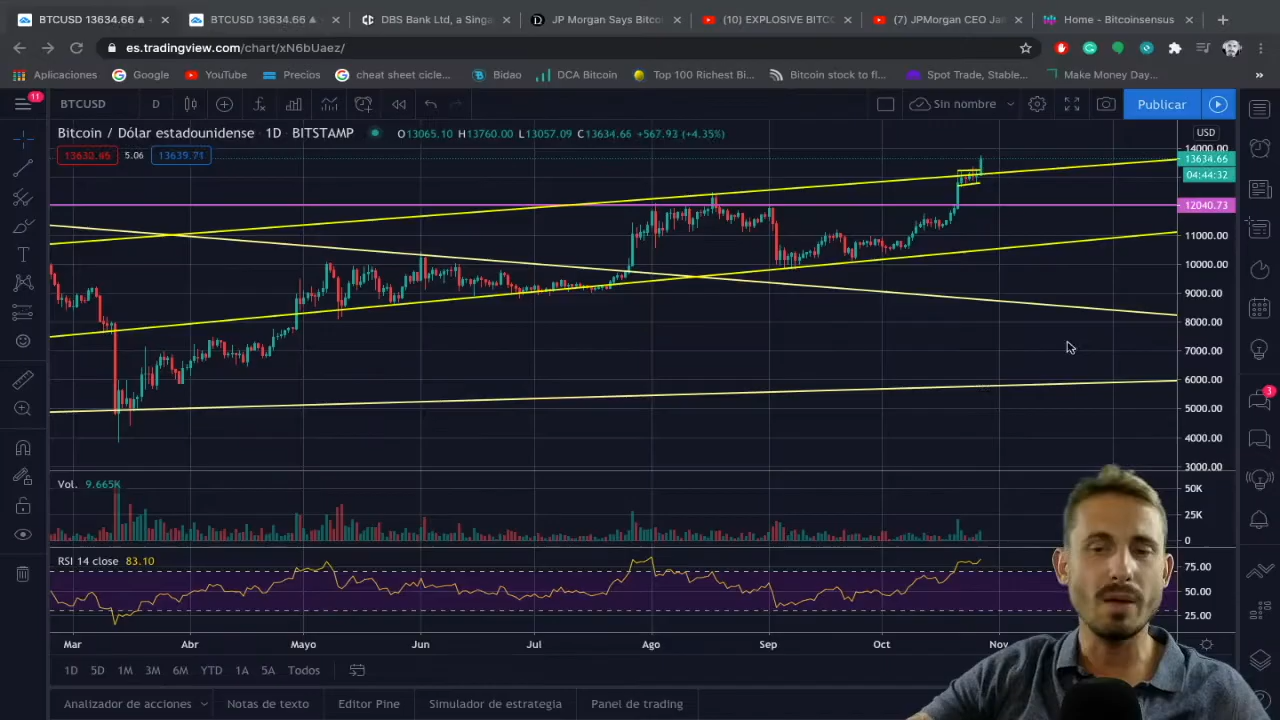 BTCUSD 13634.66 ▲
BTCUSD 13634.66 ▲
DBS Bank Ltd, a Singa
JP Morgan Says Bitco
(10) EXPLOSIVE BITC
(7) JPMorgan CEO Ja
Home - Bitcoinsensus
es.tradingview.com/chart/xN6bUaez/
Aplicaciones
Google
YouTube
Precios
cheat sheet cicle...
Bidao
DCA Bitcoin
Top 100 Richest Bi...
Bitcoin stock to fl...
Spot Trade, Stable...
Make Money Day...
»
11
BTCUSD
D
Sin nombre
Publicar
Bitcoin / Dólar estadounidense · 1D · BITSTAMP
O13065.10 H13760.00 L13057.09 C13634.66 +567.93 (+4.35%)
USD
13630.86
5.06
13639.71
14000.00
13634.66
04:44:32
12040.73
11000.00
10000.00
9000.00
8000.00
7000.00
6000.00
5000.00
4000.00
3000.00
3
Vol. 9.665K
50K
25K
0
RSI 14 close 83.10
75.00
50.00
25.00
Mar
Abr
Mayo
Jun
Jul
Ago
Sep
Oct
Nov
1D 5D 1M 3M 6M YTD 1A 5A Todos
Analizador de acciones
Notas de texto
Editor Pine
Simulador de estrategia
Panel de trading